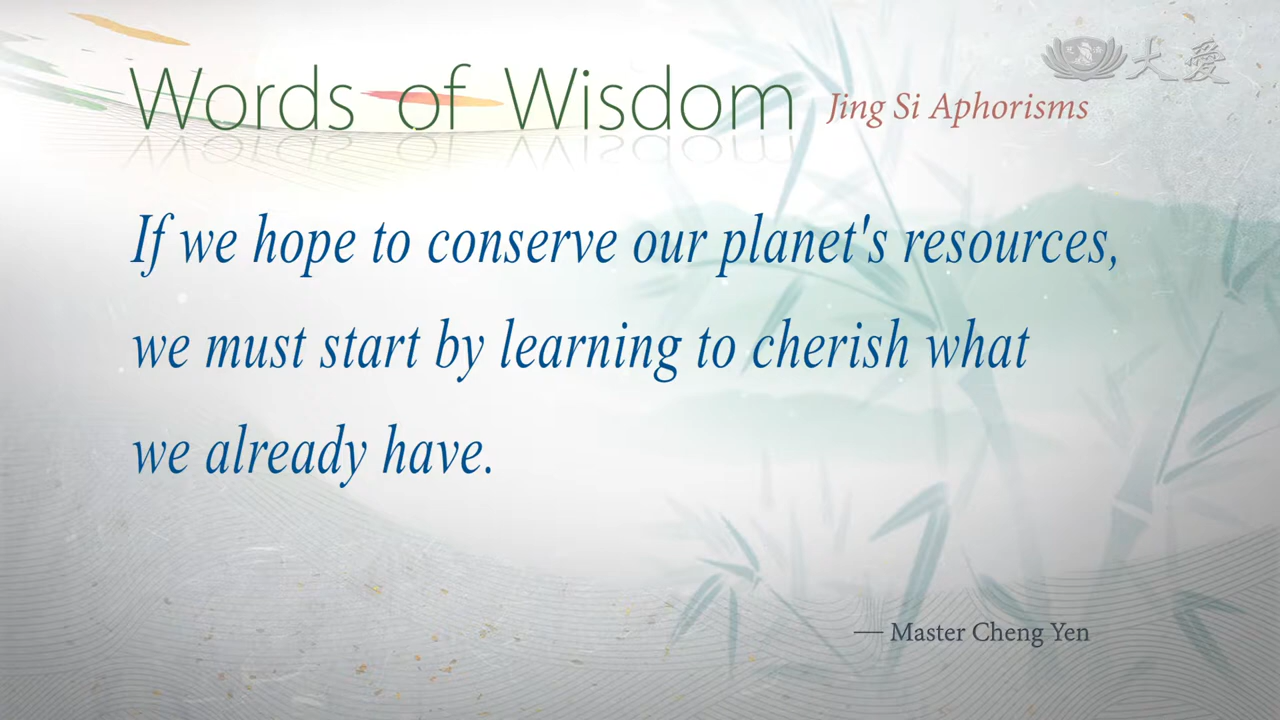 Words of Wisdom Jing Si Aphorisms
大愛
If we hope to conserve our planet's resources,
we must start by learning to cherish what
we already have.
— Master Cheng Yen